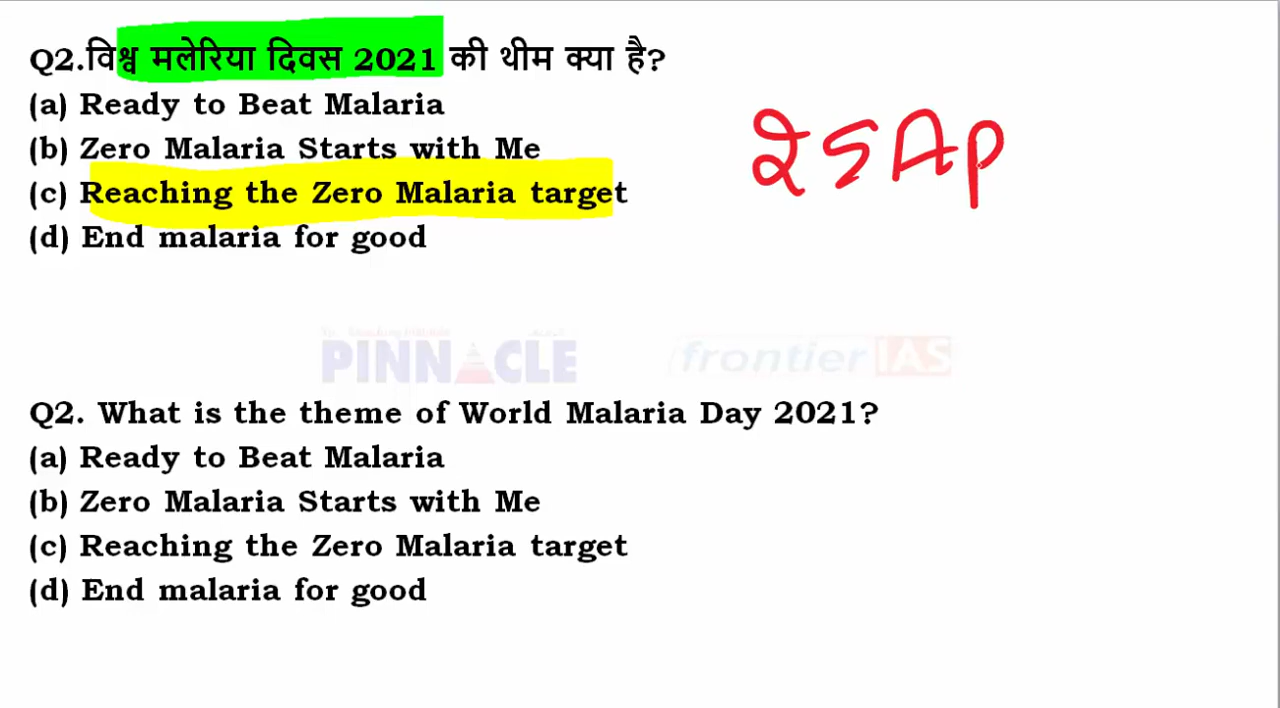 Q2.विश्व मलेरिया दिवस 2021 की थीम क्या है?
(a) Ready to Beat Malaria
(b) Zero Malaria Starts with Me
(c) Reaching the Zero Malaria target
(d) End malaria for good
25 Ap
PINNACLE
frontier IAS
Q2. What is the theme of World Malaria Day 2021?
(a) Ready to Beat Malaria
(b) Zero Malaria Starts with Me
(c) Reaching the Zero Malaria target
(d) End malaria for good